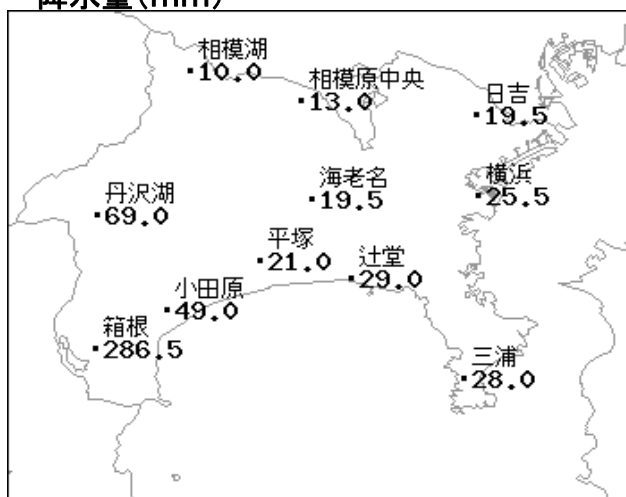 降水量(mm)
相模湖
10.0
相模原中央
13.0
日吉
19.5
丹沢湖
69.0
海老名
19.5
横浜
25.5
平塚
21.0
辻堂
29.0
小田原
49.0
箱根
286.5
三浦
28.0